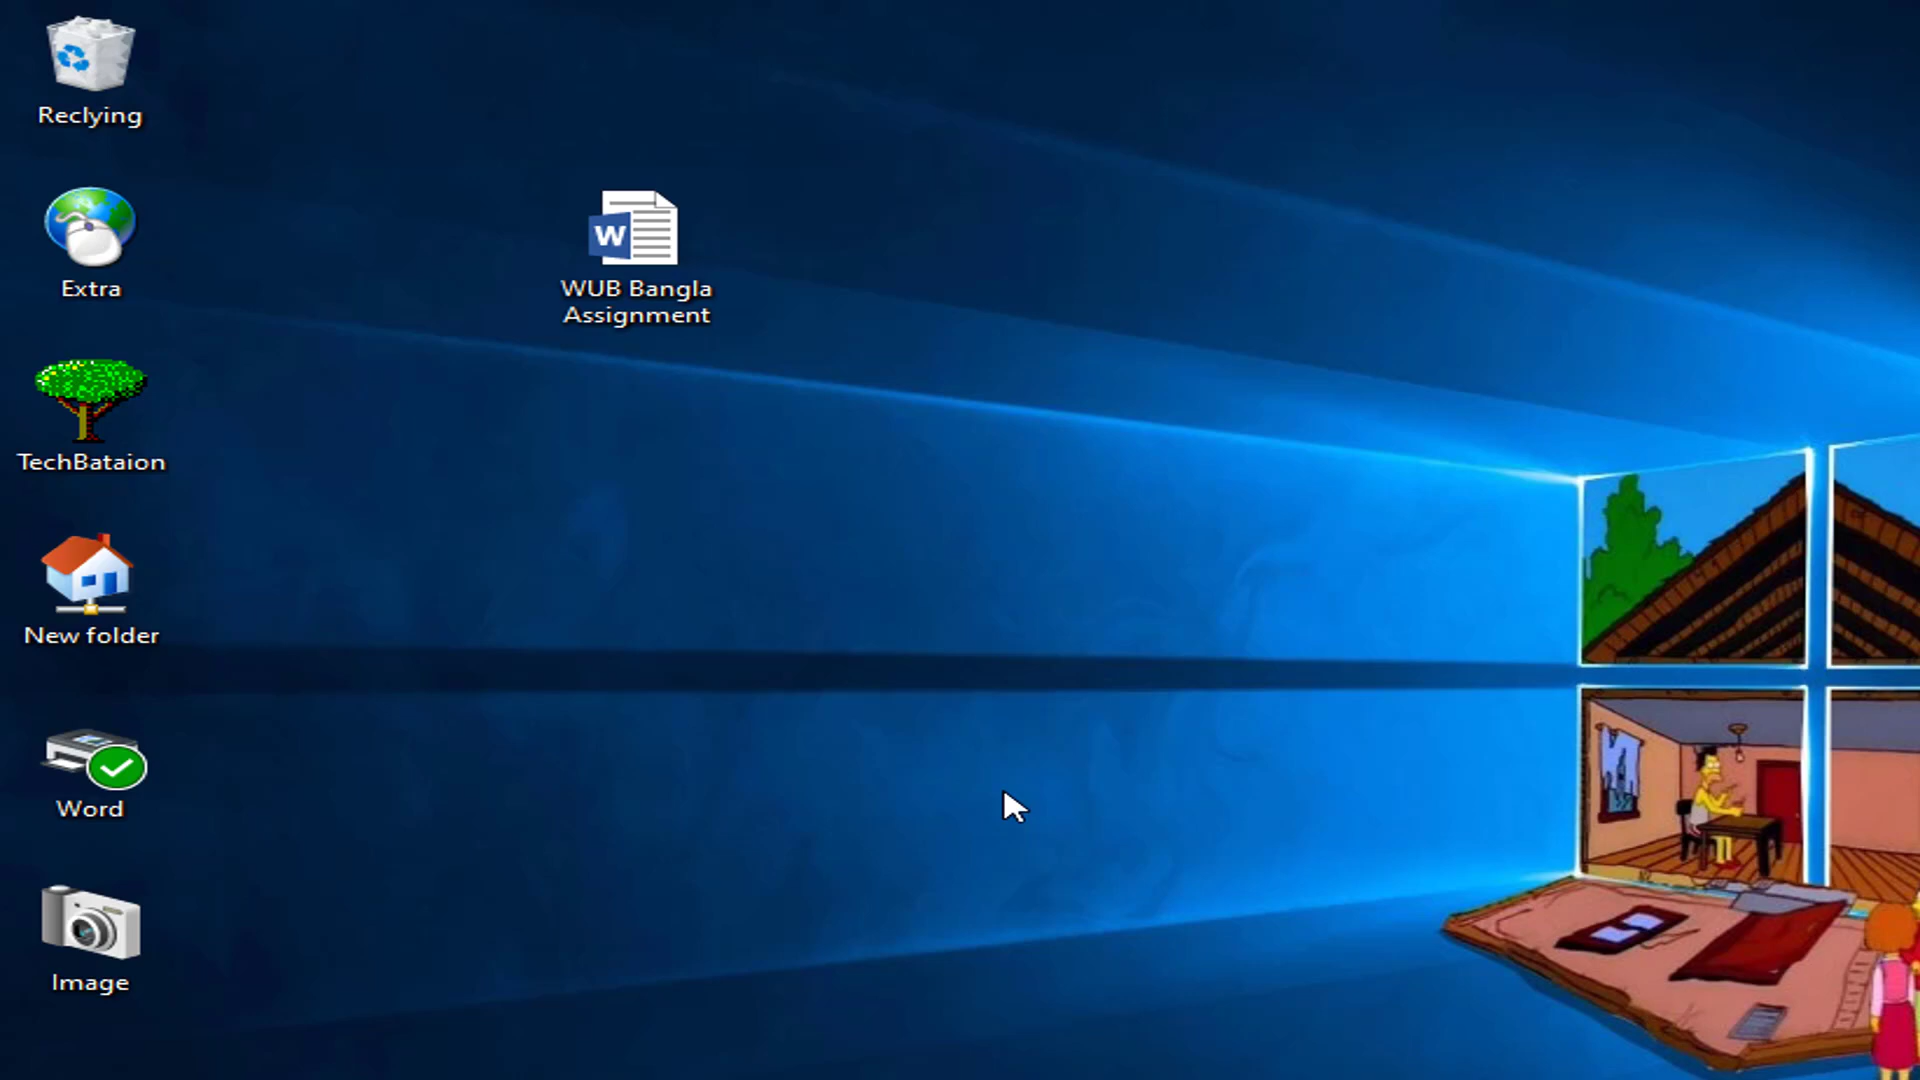 Reclying
Extra
WUB Bangla
Assignment
TechBataion
New folder
Word
Image